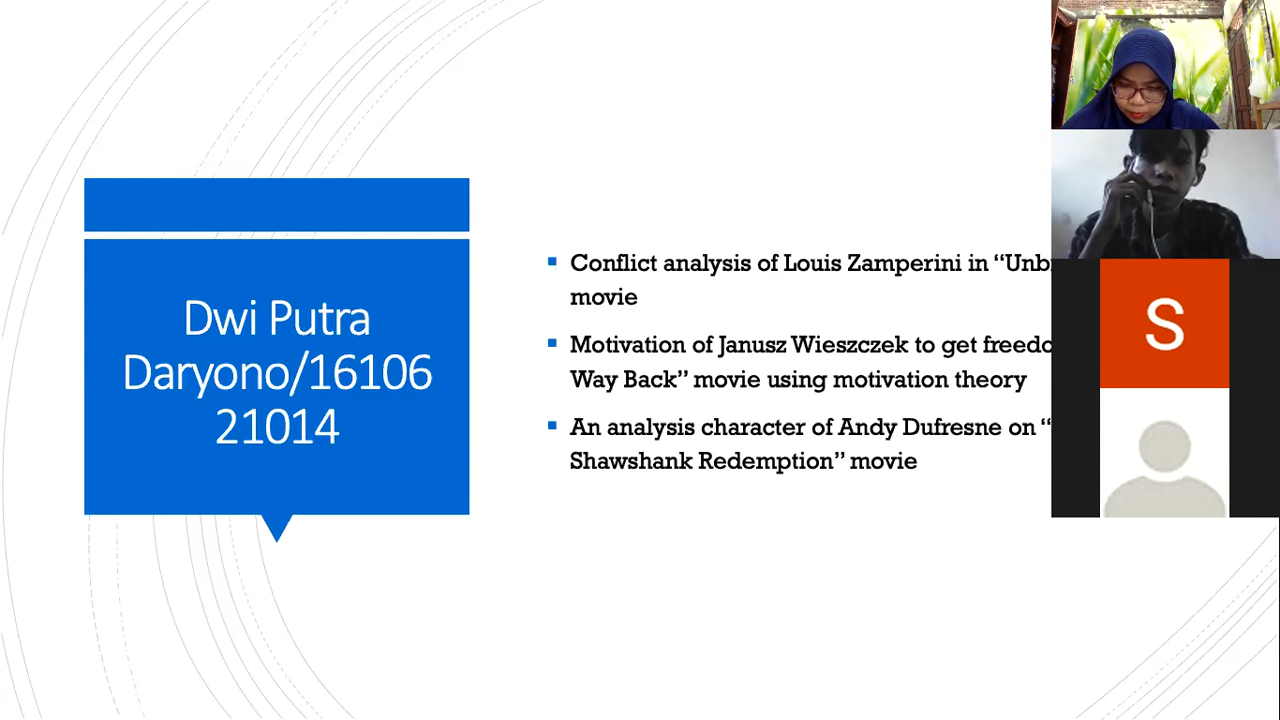 Dwi Putra
Daryono/16106
21014
Conflict analysis of Louis Zamperini in “Unb
movie
Motivation of Janusz Wieszczek to get freedo
Way Back” movie using motivation theory
An analysis character of Andy Dufresne on “
Shawshank Redemption” movie
S